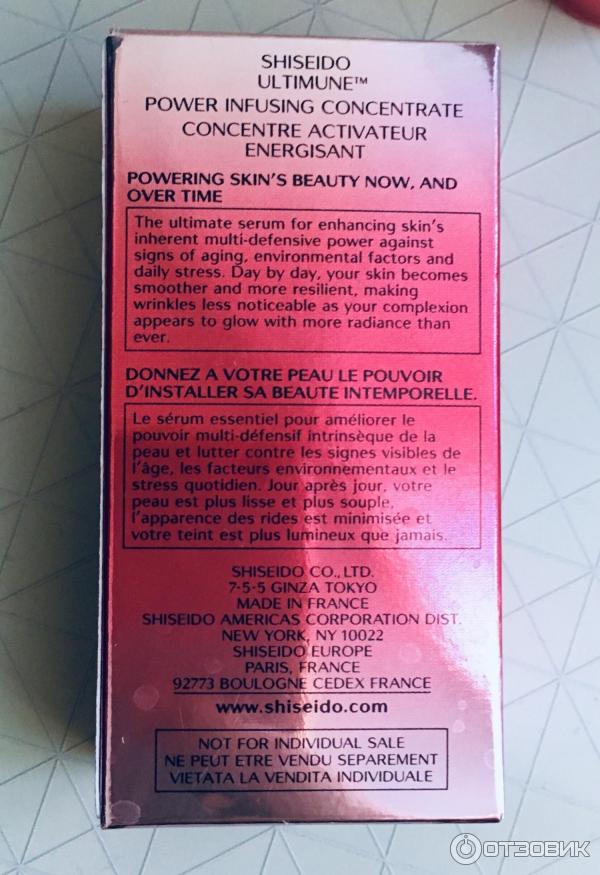 SHISEIDO
ULTIMUNE™
POWER INFUSING CONCENTRATE
CONCENTRE ACTIVATEUR
ENERGISANT
POWERING SKIN'S BEAUTY NOW, AND
OVER TIME
The ultimate serum for enhancing skin's
inherent multi-defensive power against
signs of aging, environmental factors and
daily stress. Day by day, your skin becomes
smoother and more resilient, making
wrinkles less noticeable as your complexion
appears to glow with more radiance than
ever.
DONNEZ A VOTRE PEAU LE POUVOIR
D'INSTALLER SA BEAUTE INTEMPORELLE.
Le sérum essentiel pour améliorer le
pouvoir multi-défensif intrinsèque de la
peau et lutter contre les signes visibles de
l'âge, les facteurs environnementaux et le
stress quotidien. Jour après jour, votre
peau est plus lisse et plus souple,
l'apparence des rides est minimisée et
votre teint est plus lumineux que jamais.
SHISEIDO CO., LTD.
7-5-5 GINZA TOKYO
MADE IN FRANCE
SHISEIDO AMERICAS CORPORATION DIST.
NEW YORK, NY 10022
SHISEIDO EUROPE
PARIS, FRANCE
92773 BOULOGNE CEDEX FRANCE
www.shiseido.com
NOT FOR INDIVIDUAL SALE
NE PEUT ETRE VENDU SEPAREMENT
VIETATA LA VENDITA INDIVIDUALE
ОТЗОВИК